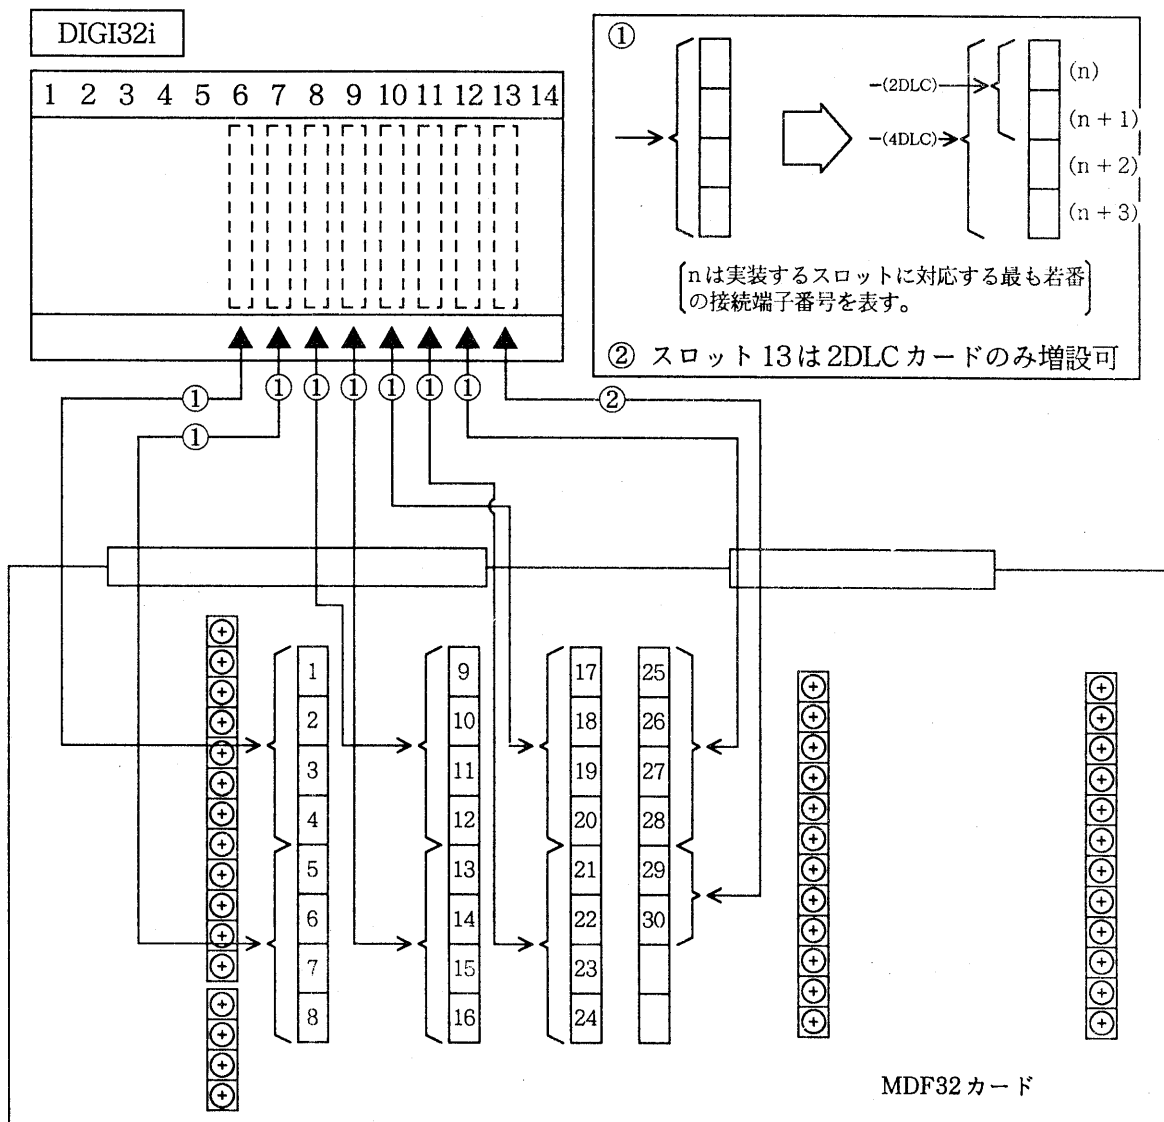 DIGI32i
1 2 3 4 5 6 7 8 9 10 11 12 13 14
①
(n)
-(2DLC)
(n + 1)
-(4DLC)
(n + 2)
(n + 3)
nは実装するスロットに対応する最も若番
の接続端子番号を表す。
② スロット 13は2DLCカードのみ増設可
① ① ① ① ① ① ①
②
①
1 9 17 25
2 10 18 26
3 11 19 27
4 12 20 28
5 13 21 29
6 14 22 30
7 15 23
8 16 24
MDF32カード